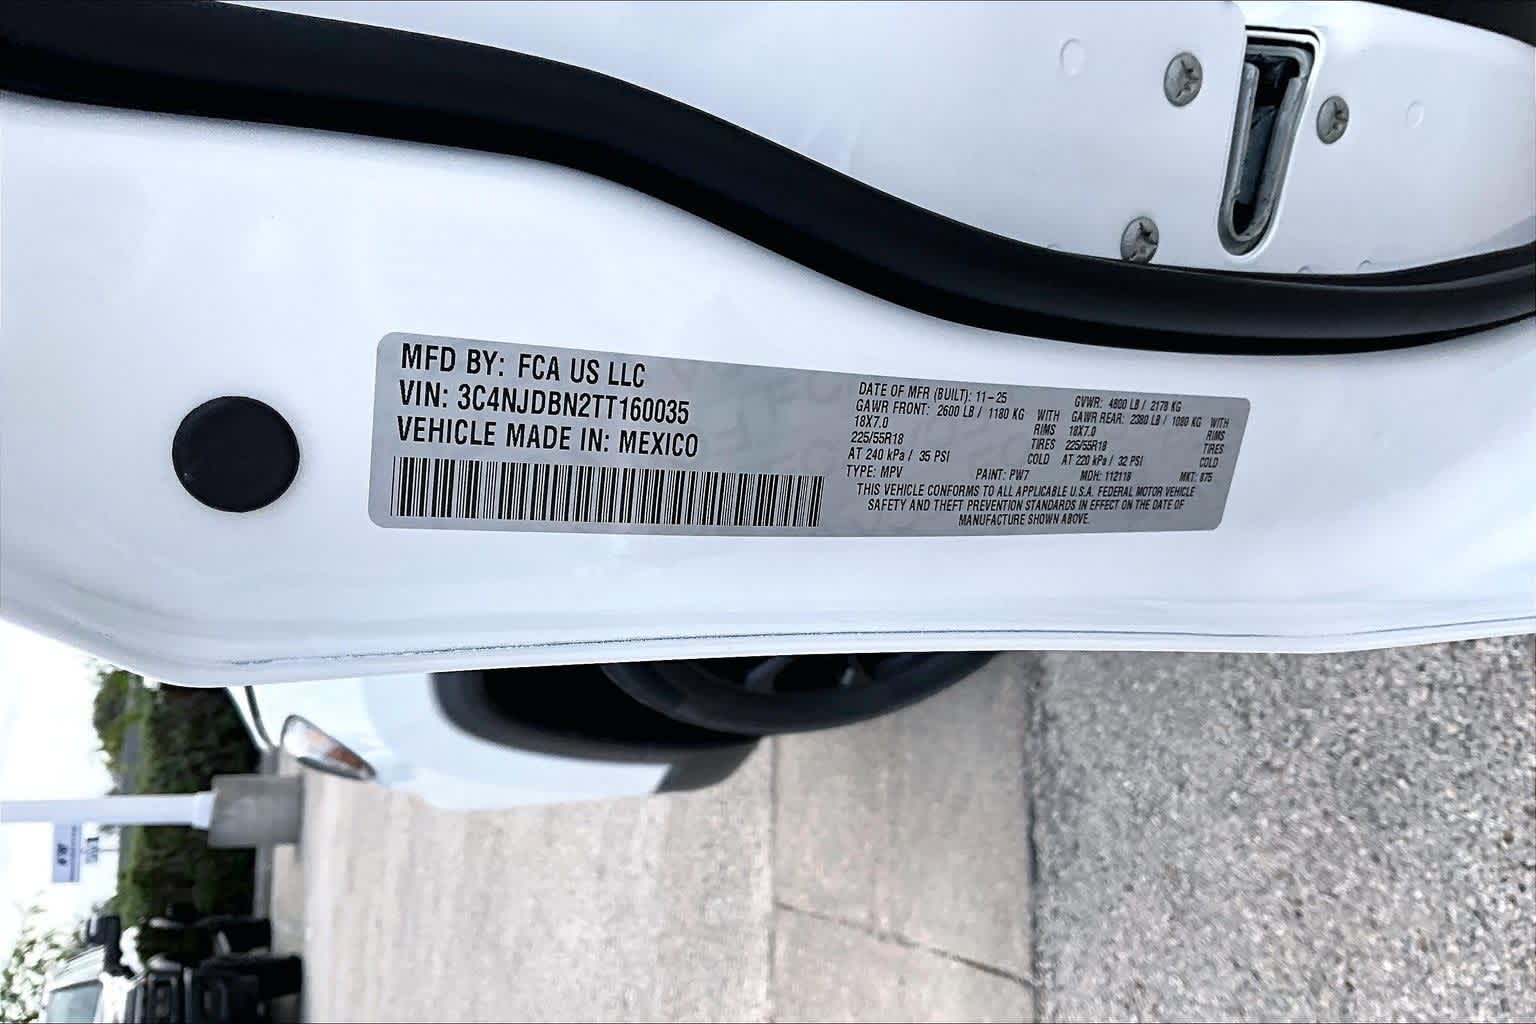 MFD BY: FCA US LLC
VIN: 3C4NJDBN2TT160035
VEHICLE MADE IN: MEXICO
DATE OF MFR (BUILT): 11-25
GVWR: 4800 LB / 2178 KG
GAWR FRONT: 2600 LB / 1180 KG WITH
18X7.0 RIMS
225/55R18 TIRES
AT 240 kPa / 35 PSI COLD
GAWR REAR: 2380 LB / 1080 KG WITH
18X7.0 RIMS
225/55R18 TIRES
AT 220 kPa / 32 PSI COLD
TYPE: MPV PAINT: PW7 MDH: 112118 MKT: 875
THIS VEHICLE CONFORMS TO ALL APPLICABLE U.S.A. FEDERAL MOTOR VEHICLE
SAFETY AND THEFT PREVENTION STANDARDS IN EFFECT ON THE DATE OF
MANUFACTURE SHOWN ABOVE.